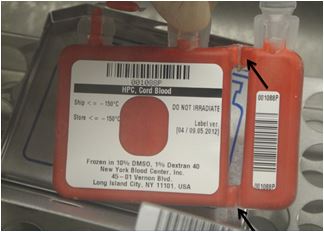 001088P
HPC, Cord Blood
Ship < = -150°C
DO NOT IRRADIATE
Store < = -150°C
Label ver.
[04 / 09.05.2012]
Frozen in 10% DMSO, 1% Dextran 40
New York Blood Center, Inc.
45-01 Vernon Blvd.
Long Island City, NY 11101. USA
001088P
001088P